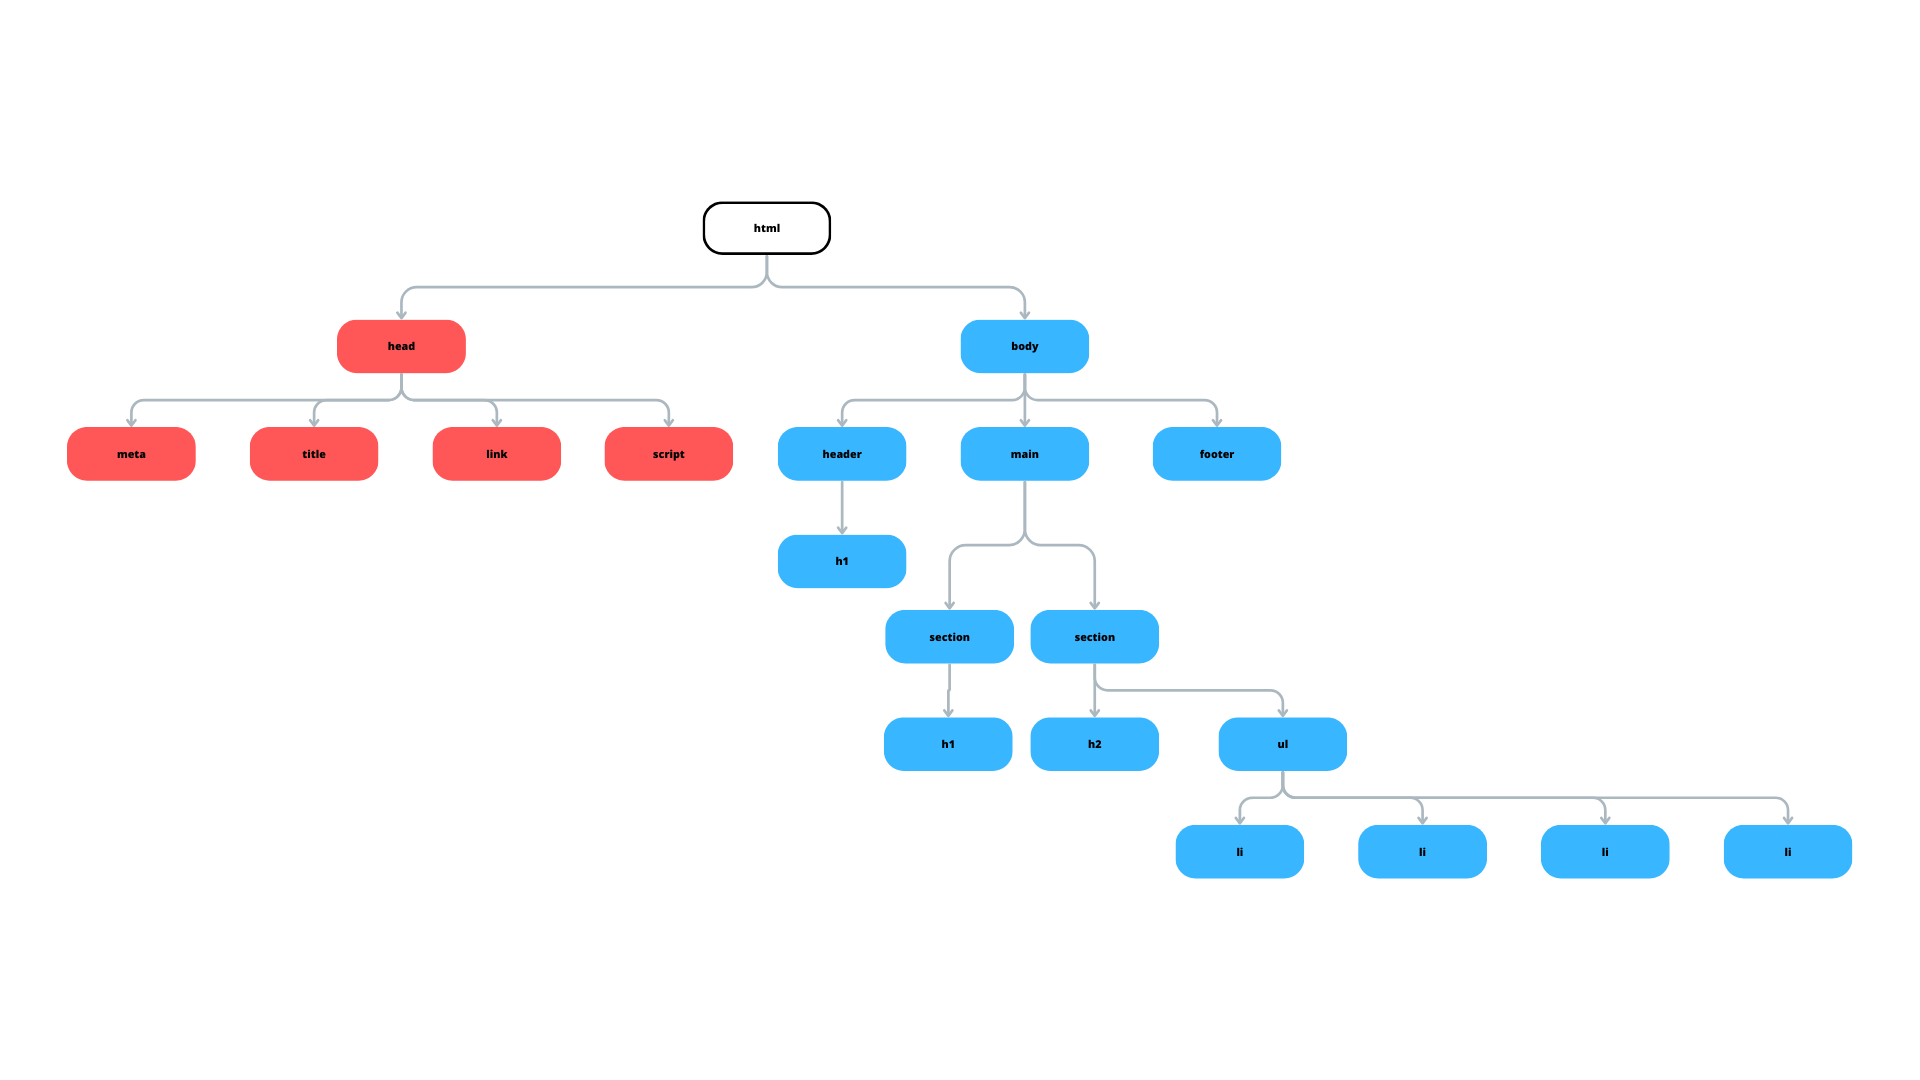 html
head
body
meta
title
link
script
header
main
footer
h1
section
section
h1
h2
ul
li
li
li
li